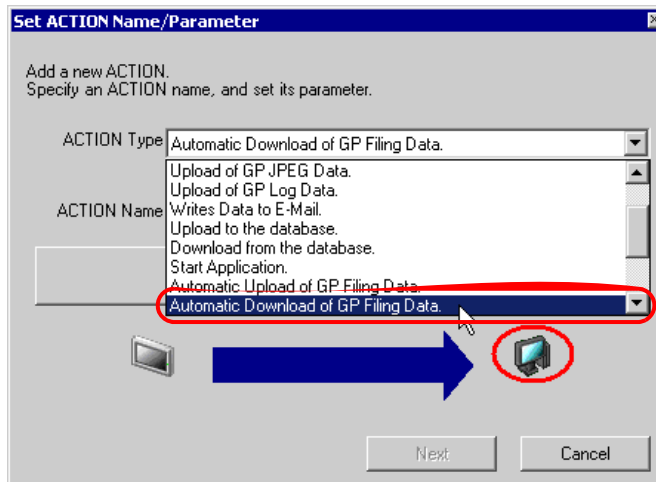 Set ACTION Name/Parameter
Add a new ACTION.
Specify an ACTION name, and set its parameter.
ACTION Type
Automatic Download of GP Filing Data.
Upload of GP JPEG Data.
Upload of GP Log Data.
ACTION Name
Writes Data to E-Mail.
Upload to the database.
Download from the database.
Start Application.
Automatic Upload of GP Filing Data.
Automatic Download of GP Filing Data.
Next
Cancel